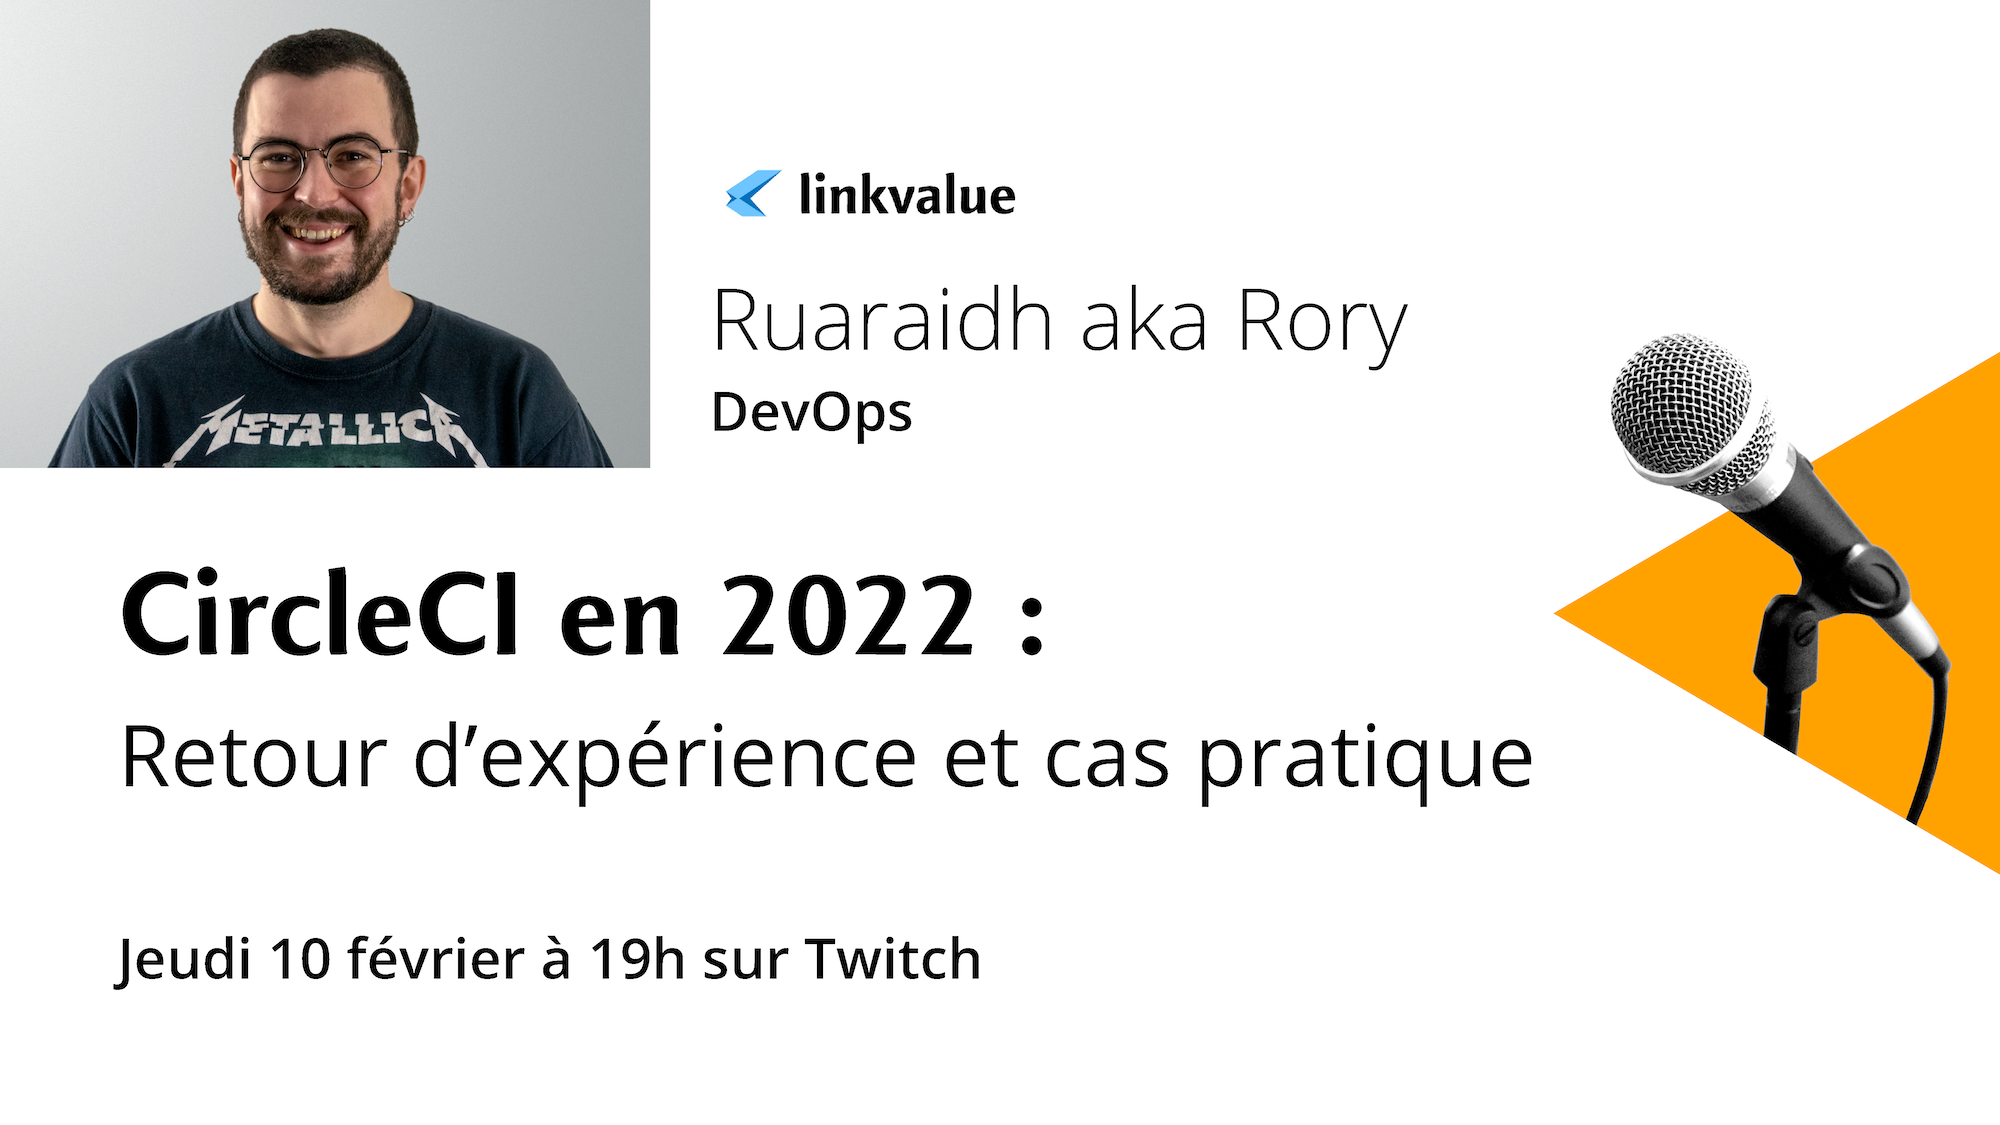 METALLICA
linkvalue
Ruaraidh aka Rory
DevOps
CircleCI en 2022 :
Retour d’expérience et cas pratique
Jeudi 10 février à 19h sur Twitch